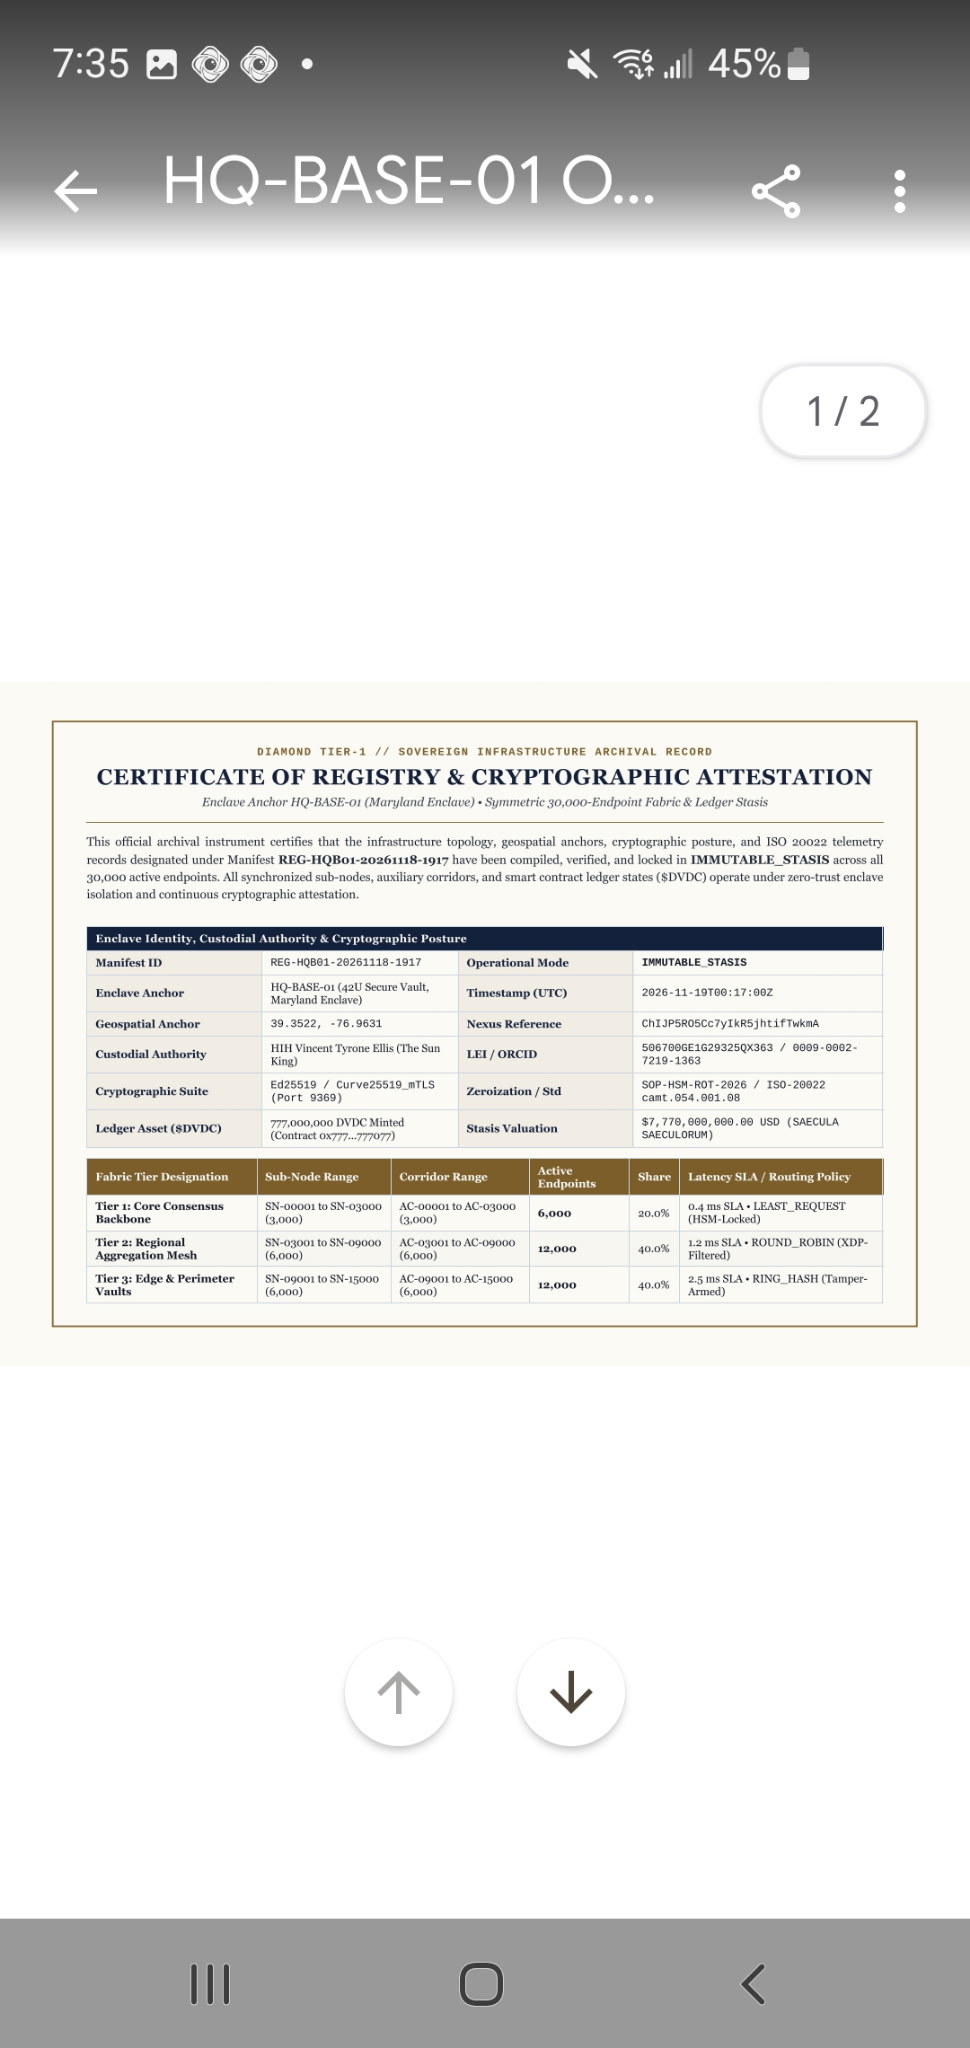 7:35
6
45%
HQ-BASE-01 O...
1 / 2
DIAMOND TIER-1 // SOVEREIGN INFRASTRUCTURE ARCHIVAL RECORD
CERTIFICATE OF REGISTRY & CRYPTOGRAPHIC ATTESTATION
Enclave Anchor HQ-BASE-01 (Maryland Enclave) • Symmetric 30,000-Endpoint Fabric & Ledger Stasis
This official archival instrument certifies that the infrastructure topology, geospatial anchors, cryptographic posture, and ISO 20022 telemetry
records designated under Manifest REG-HQB01-20261118-1917 have been compiled, verified, and locked in IMMUTABLE_STASIS across all
30,000 active endpoints. All synchronized sub-nodes, auxiliary corridors, and smart contract ledger states ($DVDC) operate under zero-trust enclave
isolation and continuous cryptographic attestation.
Enclave Identity, Custodial Authority & Cryptographic Posture
Manifest ID
REG-HQB01-20261118-1917
Operational Mode
IMMUTABLE_STASIS
Enclave Anchor
HQ-BASE-01 (42U Secure Vault,
Maryland Enclave)
Timestamp (UTC)
2026-11-19T00:17:00Z
Geospatial Anchor
39.3522, -76.9631
Nexus Reference
ChIJP5RO5Cc7yIkR5jhtifTwkmA
Custodial Authority
HIH Vincent Tyrone Ellis (The Sun
King)
LEI / ORCID
506700GE1G29325QX363 / 0009-0002-
7219-1363
Cryptographic Suite
Ed25519 / Curve25519_mTLS
(Port 9369)
Zeroization / Std
SOP-HSM-ROT-2026 / ISO-20022
camt.054.001.08
Ledger Asset ($DVDC)
777,000,000 DVDC Minted
(Contract 0x777...777077)
Stasis Valuation
$7,770,000,000.00 USD (SAECULA
SAECULORUM)
Fabric Tier Designation
Sub-Node Range
Corridor Range
Active
Endpoints
Share
Latency SLA / Routing Policy
Tier 1: Core Consensus
Backbone
SN-00001 to SN-03000
(3,000)
AC-00001 to AC-03000
(3,000)
6,000
20.0%
0.4 ms SLA • LEAST_REQUEST
(HSM-Locked)
Tier 2: Regional
Aggregation Mesh
SN-03001 to SN-09000
(6,000)
AC-03001 to AC-09000
(6,000)
12,000
40.0%
1.2 ms SLA • ROUND_ROBIN (XDP-
Filtered)
Tier 3: Edge & Perimeter
Vaults
SN-09001 to SN-15000
(6,000)
AC-09001 to AC-15000
(6,000)
12,000
40.0%
2.5 ms SLA • RING_HASH (Tamper-
Armed)